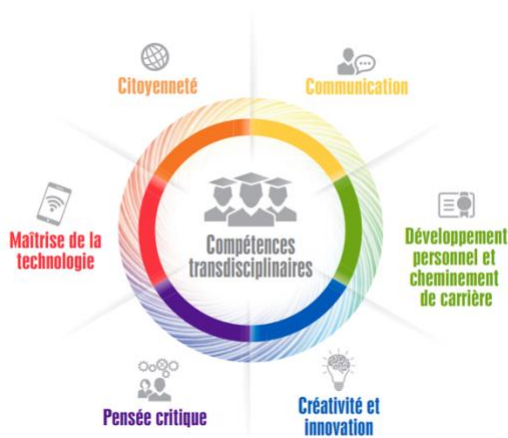 Citoyenneté
Communication
Maîtrise de la
technologie
Compétences
transdisciplinaires
Développement
personnel et
cheminement
de carrière
Pensée critique
Créativité et
innovation